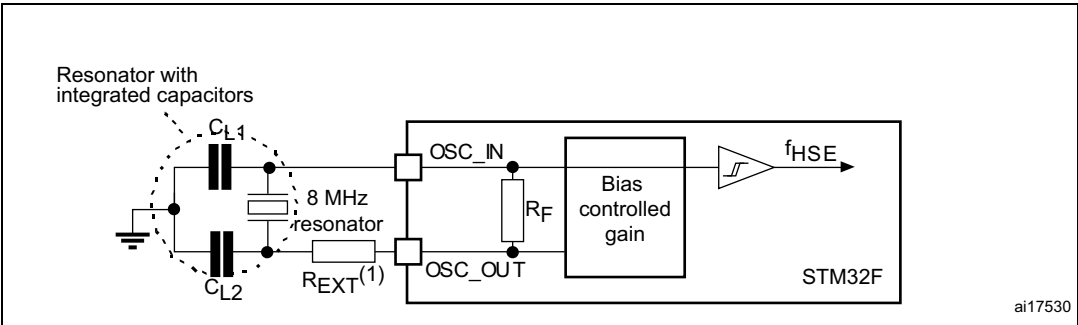 Resonator with
integrated capacitors
CL1
OSC_IN
fHSE
8 MHz
resonator
RF
Bias
controlled
gain
REXT(1)
OSC_OUT
STM32F
CL2
ai17530